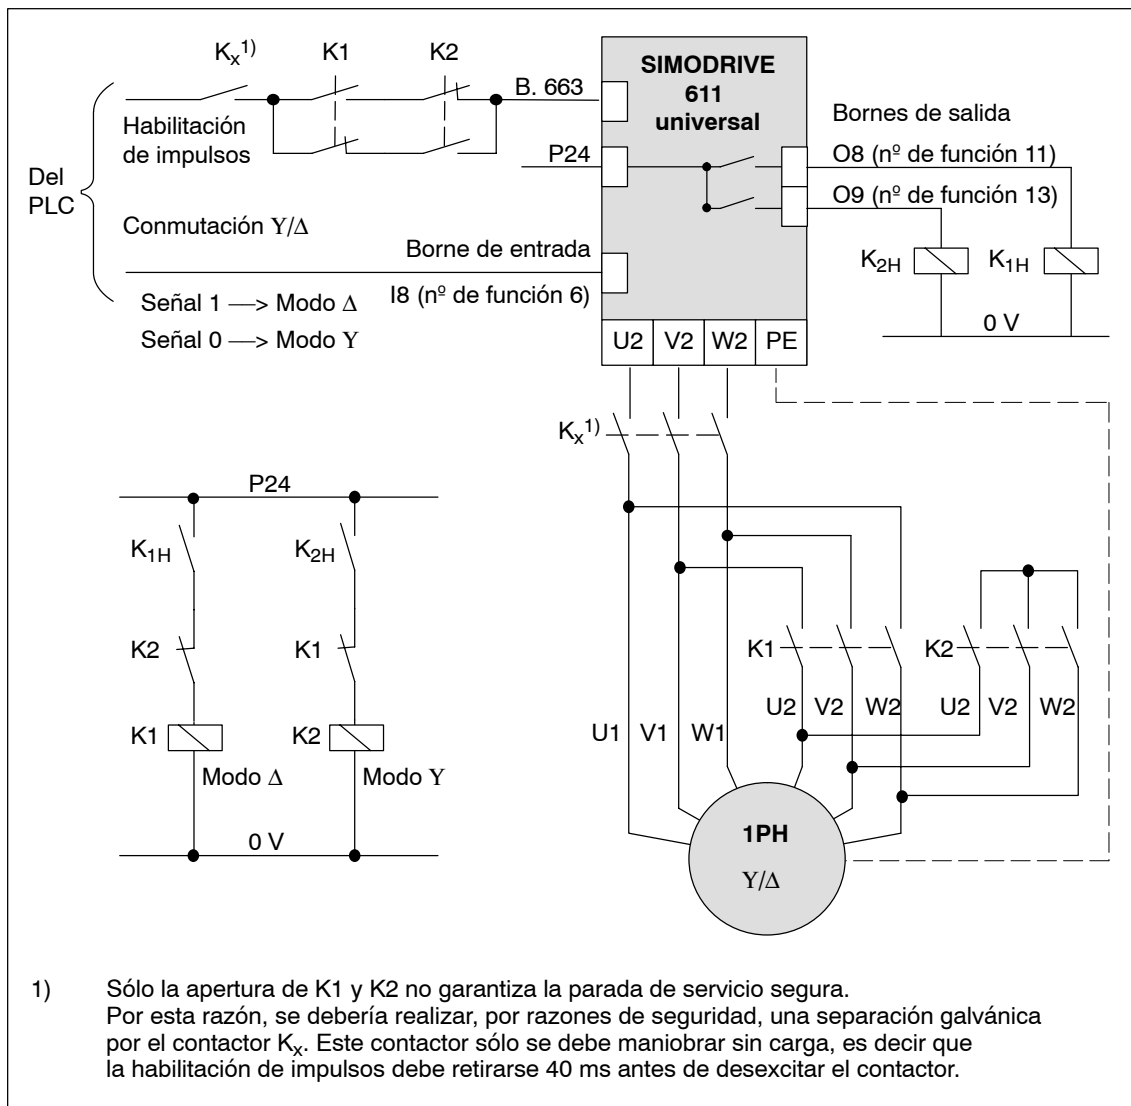 Kx1) K1 K2
B. 663
SIMODRIVE
611
universal
Habilitación
de impulsos
P24
Bornes de salida
O8 (nº de función 11)
O9 (nº de función 13)
Del
PLC
Conmutación Y/Δ
Borne de entrada
I8 (nº de función 6)
K2H K1H
Señal 1 —> Modo Δ
Señal 0 —> Modo Y
0 V
U2 V2 W2 PE
Kx1)
P24
K1H K2H
K2 K1
K1 K2
Modo Δ Modo Y
0 V
K1 K2
U1 V1 W1
U2 V2 W2 U2 V2 W2
1PH
Y/Δ
1) Sólo la apertura de K1 y K2 no garantiza la parada de servicio segura.
Por esta razón, se debería realizar, por razones de seguridad, una separación galvánica
por el contactor Kx. Este contactor sólo se debe maniobrar sin carga, es decir que
la habilitación de impulsos debe retirarse 40 ms antes de desexcitar el contactor.